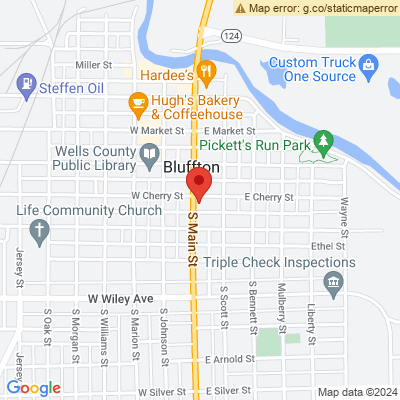 Map error: g.co/staticmaperror
124
Miller St
Hardee's
Custom Truck
One Source
Steffen Oil
Hugh's Bakery
& Coffeehouse
W Market St
E Market St
Wells County
Public Library
Pickett's Run Park
Bluffton
W Cherry St
E Cherry St
Life Community Church
S Main St
Wayne St
Ethel St
Jersey St
Triple Check Inspections
W Wiley Ave
S Oak St
S Morgan St
S Williams St
S Marion St
S Johnson St
S Scott St
S Bennett St
Mulberry St
Liberty St
Jersey
E Arnold St
W Silver St
E Silver St
Google
Map data ©2024